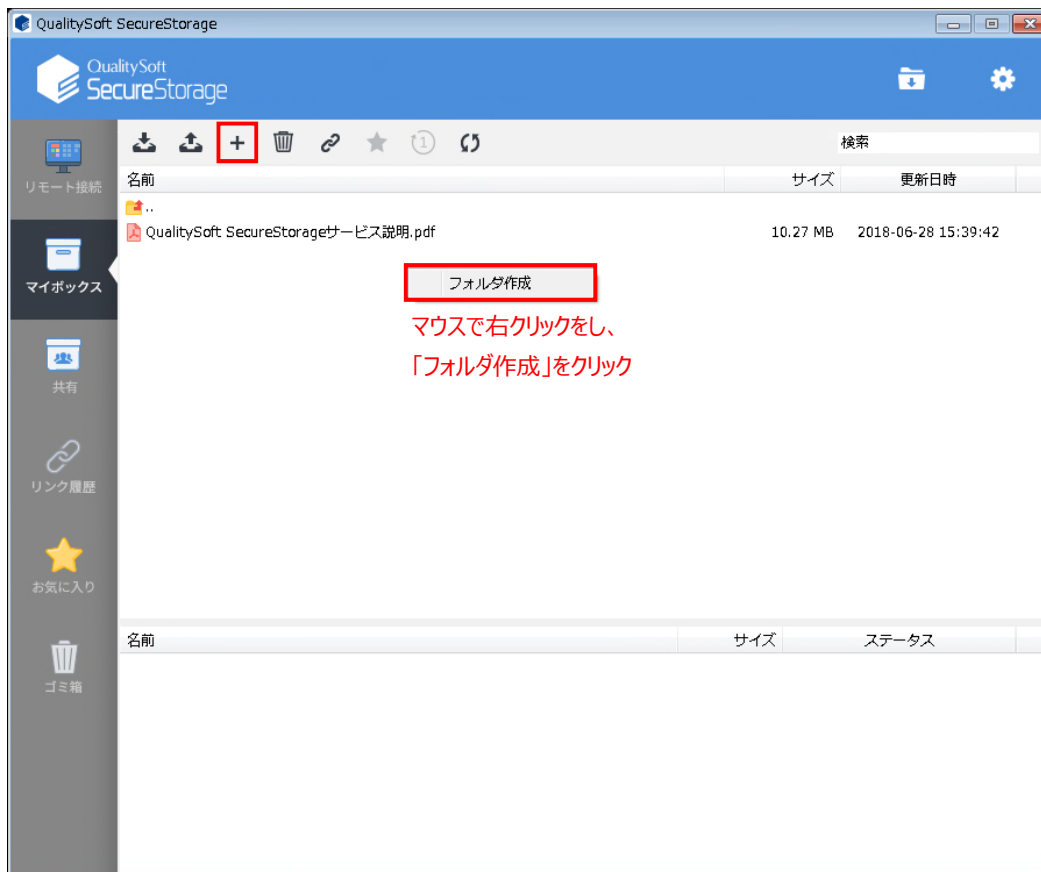 QualitySoft SecureStorage
QualitySoft
SecureStorage
検索
リモート接続
マイボックス
共有
リンク履歴
お気に入り
ゴミ箱
名前 サイズ 更新日時
..
QualitySoft SecureStorageサービス説明.pdf 10.27 MB 2018-06-28 15:39:42
フォルダ作成
マウスで右クリックをし、
「フォルダ作成」をクリック
名前 サイズ ステータス